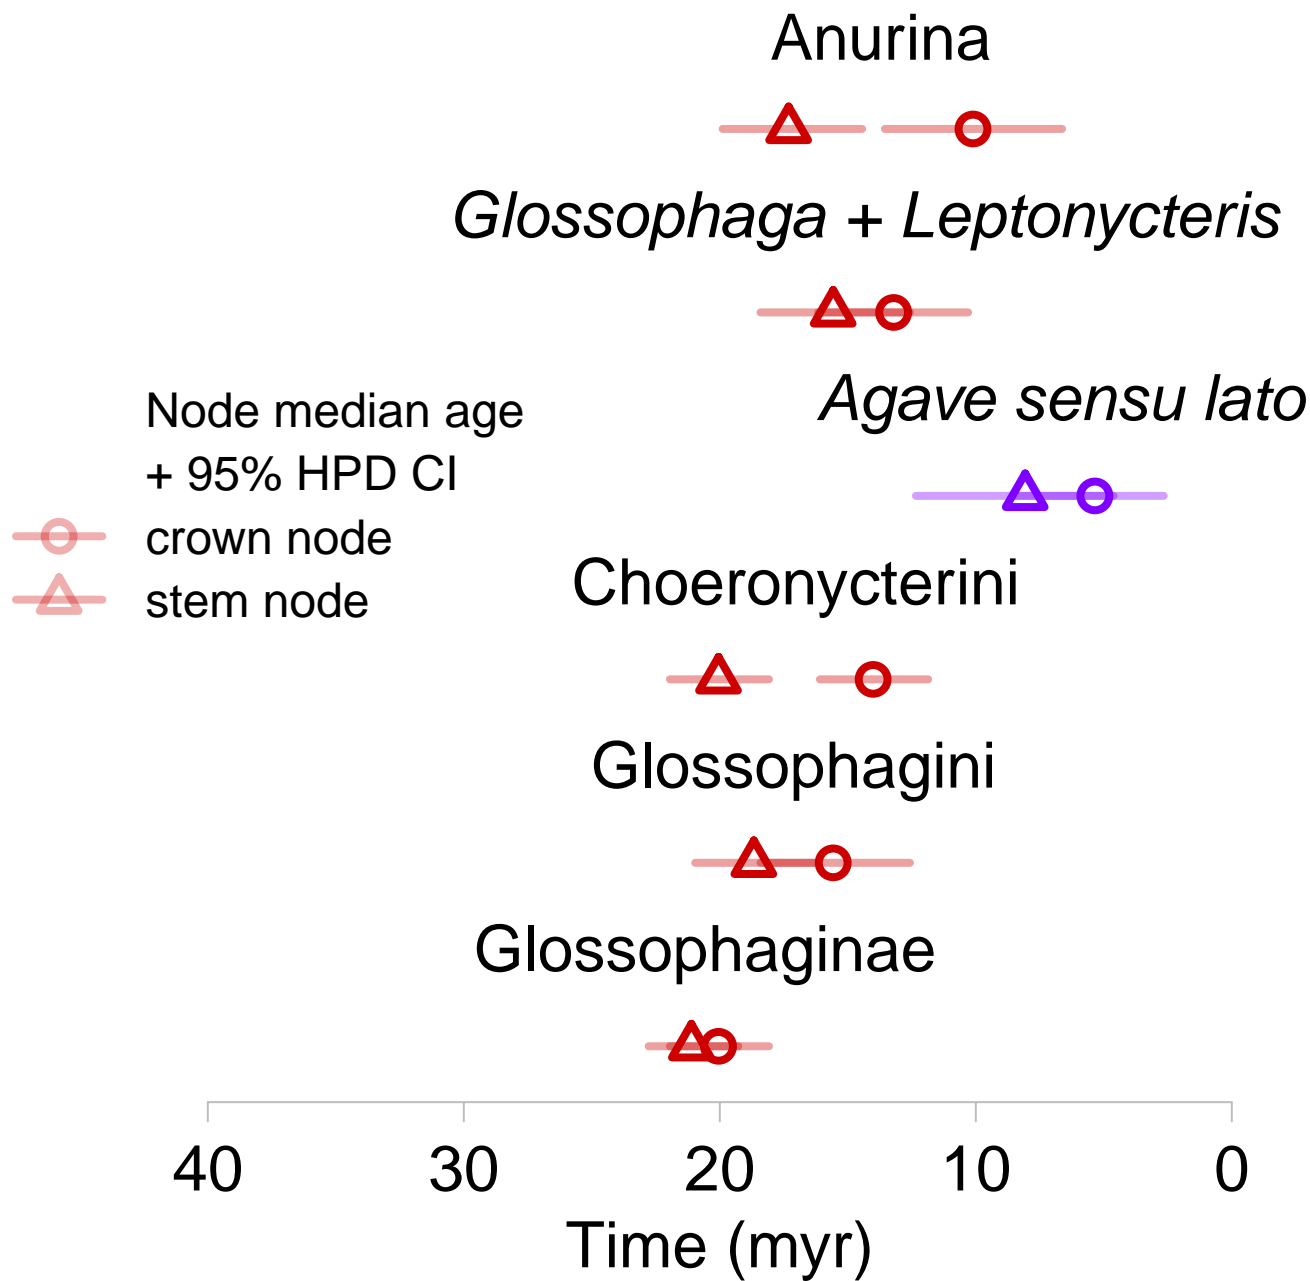 Anurina
Glossophaga + Leptonycteris
Agave sensu lato
Node median age
+ 95% HPD CI
crown node
stem node
Choeronycterini
Glossophagini
Glossophaginae
40 30 20 10 0
Time (myr)